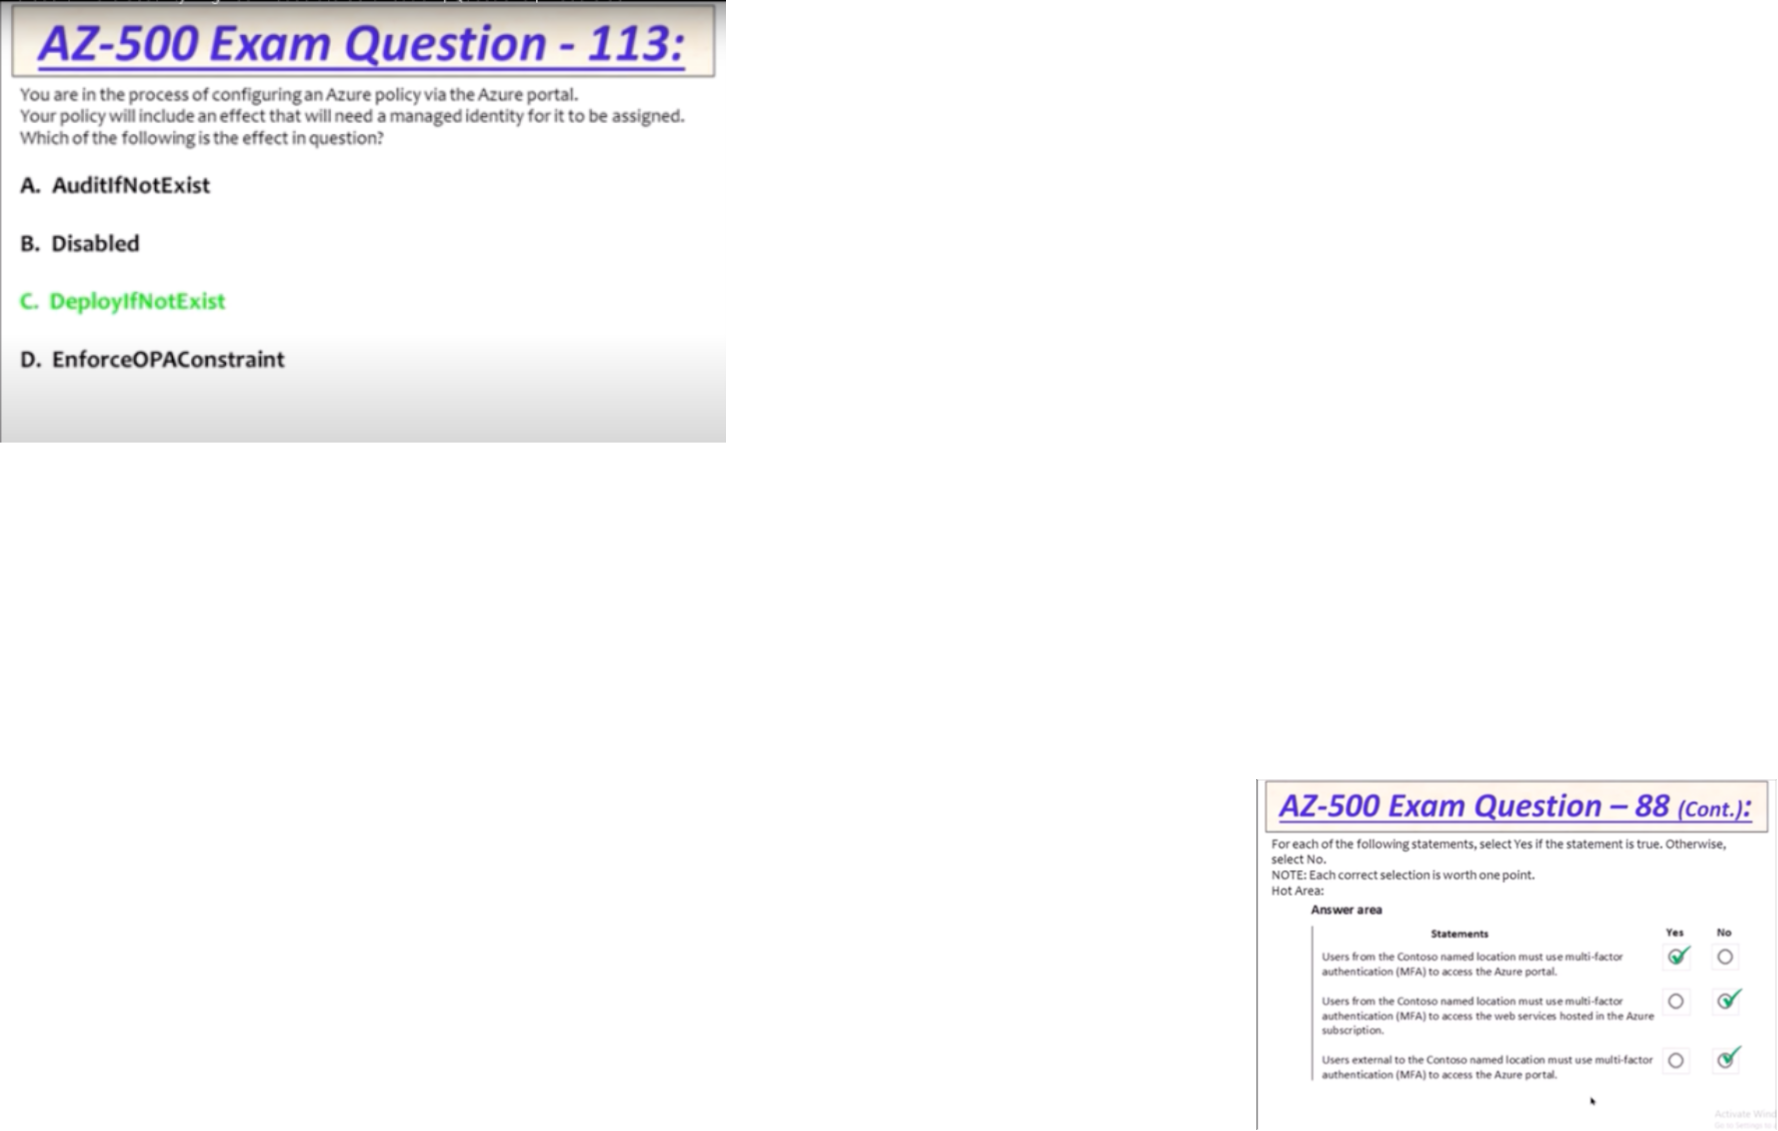 AZ-500 Exam Question - 113:
You are in the process of configuring an Azure policy via the Azure portal.
Your policy will include an effect that will need a managed identity for it to be assigned.
Which of the following is the effect in question?
A. AuditIfNotExist
B. Disabled
C. DeployIfNotExist
D. EnforceOPAConstraint
AZ-500 Exam Question – 88 (Cont.):
For each of the following statements, select Yes if the statement is true. Otherwise,
select No.
NOTE: Each correct selection is worth one point.
Hot Area:
Answer area
Statements Yes No
Users from the Contoso named location must use multi-factor
authentication (MFA) to access the Azure portal.
Users from the Contoso named location must use multi-factor
authentication (MFA) to access the web services hosted in the Azure
subscription.
Users external to the Contoso named location must use multi-factor
authentication (MFA) to access the Azure portal.
Activate Wind
Go to Settings to